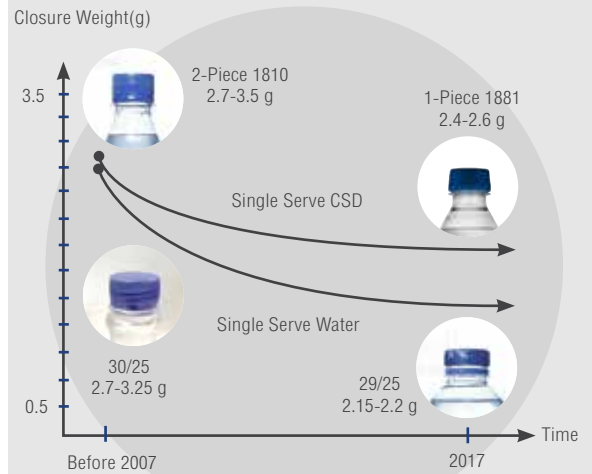 Closure Weight(g)
3.5
2-Piece 1810
2.7-3.5 g
1-Piece 1881
2.4-2.6 g
Single Serve CSD
Single Serve Water
30/25
2.7-3.25 g
29/25
2.15-2.2 g
0.5
Time
Before 2007
2017